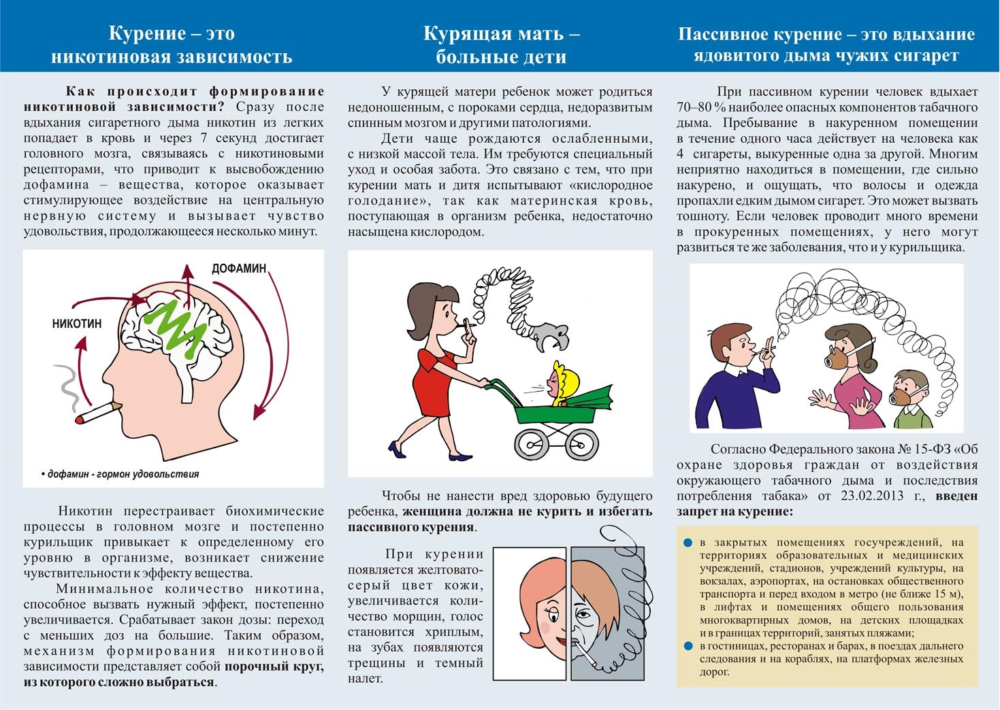 Курение – это
никотиновая зависимость
Как происходит формирование
никотиновой зависимости? Сразу после
вдыхания сигаретного дыма никотин из легких
попадает в кровь и через 7 секунд достигает
головного мозга, связываясь с никотиновыми
рецепторами, что приводит к высвобождению
дофамина – вещества, которое оказывает
стимулирующее воздействие на центральную
нервную систему и вызывает чувство
удовольствия, продолжающееся несколько минут.
ДОФАМИН
НИКОТИН
• дофамин - гормон удовольствия
Никотин перестраивает биохимические
процессы в головном мозге и постепенно
курильщик привыкает к определенному его
уровню в организме, возникает снижение
чувствительности к эффекту вещества.
Минимальное количество никотина,
способное вызвать нужный эффект, постепенно
увеличивается. Срабатывает закон дозы: переход
с меньших доз на большие. Таким образом,
механизм формирования никотиновой
зависимости представляет собой порочный круг,
из которого сложно выбраться.
Курящая мать –
больные дети
У курящей матери ребенок может родиться
недоношенным, с пороками сердца, недоразвитым
спинным мозгом и другими патологиями.
Дети чаще рождаются ослабленными,
с низкой массой тела. Им требуются специальный
уход и особая забота. Это связано с тем, что при
курении мать и дитя испытывают «кислородное
голодание», так как материнская кровь,
поступающая в организм ребенка, недостаточно
насыщена кислородом.
Чтобы не нанести вред здоровью будущего
ребенка, женщина должна не курить и избегать
пассивного курения.
При курении
появляется желтовато-
серый цвет кожи,
увеличивается коли-
чество морщин, голос
становится хриплым,
на зубах появляются
трещины и темный
налет.
Пассивное курение – это вдыхание
ядовитого дыма чужих сигарет
При пассивном курении человек вдыхает
70–80 % наиболее опасных компонентов табачного
дыма. Пребывание в накуренном помещении
в течение одного часа действует на человека как
4 сигареты, выкуренные одна за другой. Многим
неприятно находиться в помещении, где сильно
накурено, и ощущать, что волосы и одежда
пропахли едким дымом сигарет. Это может вызвать
тошноту. Если человек проводит много времени
в прокуренных помещениях, у него могут
развиться те же заболевания, что и у курильщика.
Согласно Федерального закона № 15-ФЗ «Об
охране здоровья граждан от воздействия
окружающего табачного дыма и последствия
потребления табака» от 23.02.2013 г., введен
запрет на курение:
в закрытых помещениях госучреждений, на
территориях образовательных и медицинских
учреждений, стадионов, учреждений культуры, на
вокзалах, аэропортах, на остановках общественного
транспорта и перед входом в метро (не ближе 15 м),
в лифтах и помещениях общего пользования
многоквартирных домов, на детских площадках
и в границах территорий, занятых пляжами;
в гостиницах, ресторанах и барах, в поездах дальнего
следования и на кораблях, на платформах железных
дорог.